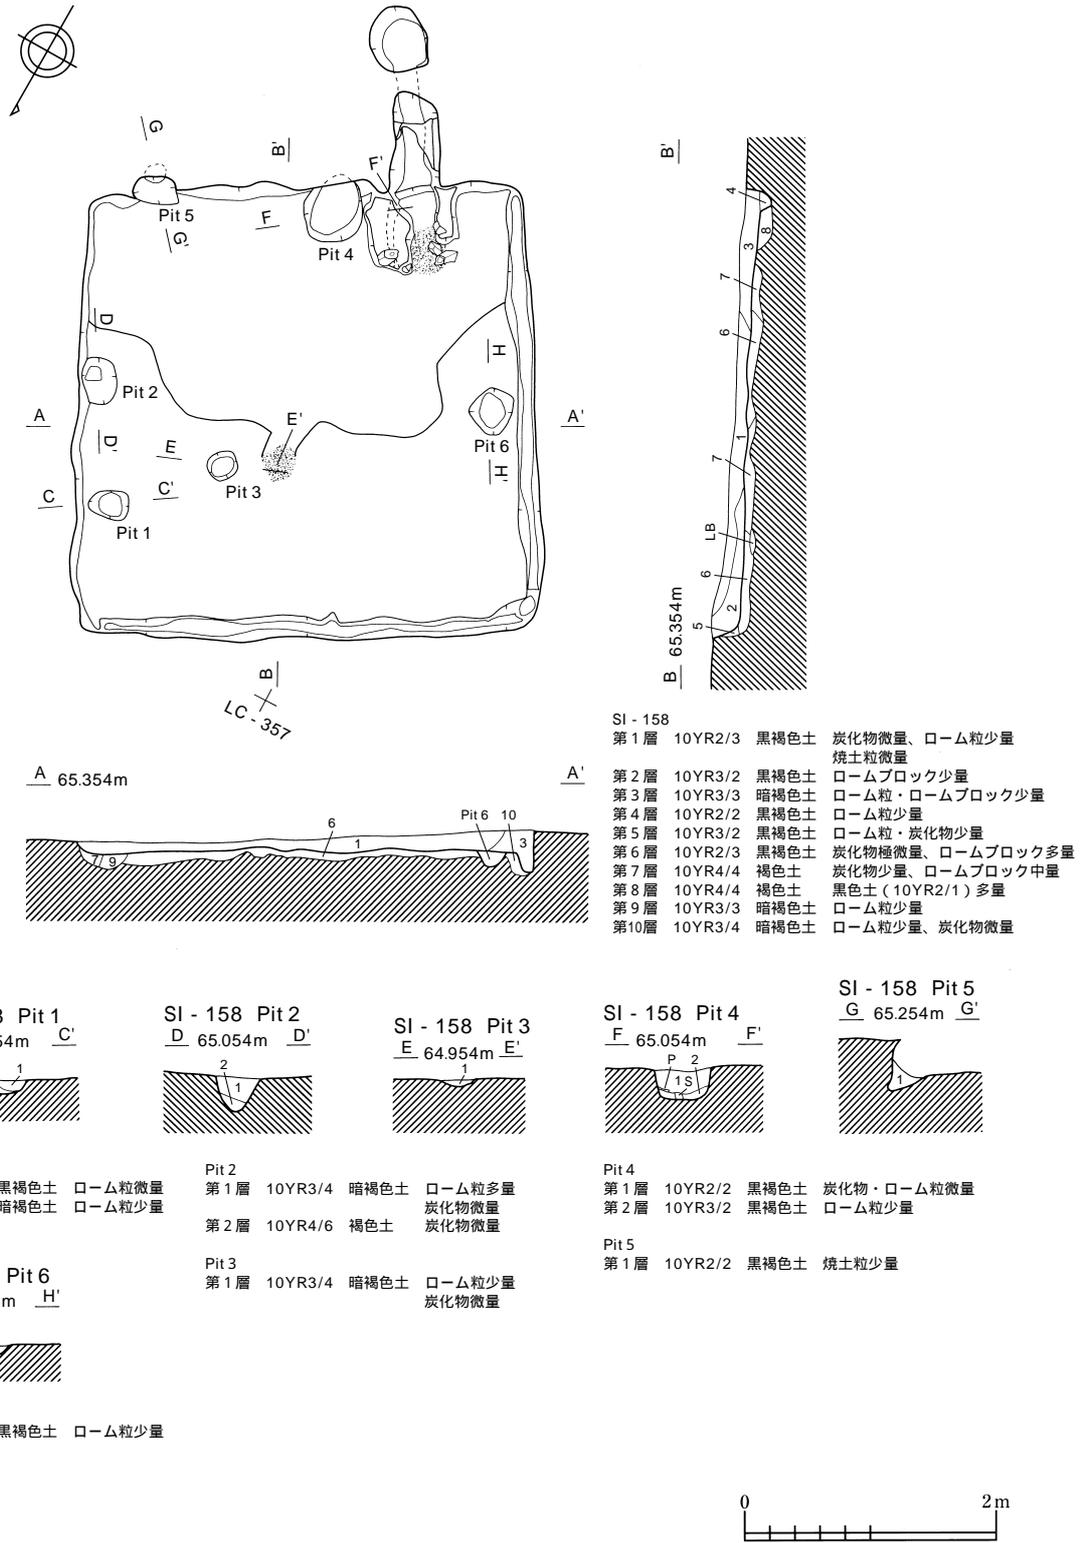 G
B'
F'
Pit 5
F
G'
Pit 4
D
H
Pit 2
A
A'
E'
D'
E
Pit 6
H'
C
C'
Pit 3
Pit 1
B
LC - 357
B'
4
8
3
7
6
1
7
LB
6
2
5
B 65.354m
SI - 158
第1層 10YR2/3 黒褐色土 炭化物微量、ローム粒少量
焼土粒微量
第2層 10YR3/2 黒褐色土 ロームブロック少量
第3層 10YR3/3 暗褐色土 ローム粒・ロームブロック少量
第4層 10YR2/2 黒褐色土 ローム粒少量
第5層 10YR3/2 黒褐色土 ローム粒・炭化物少量
第6層 10YR2/3 黒褐色土 炭化物極微量、ロームブロック多量
第7層 10YR4/4 褐色土 炭化物少量、ロームブロック中量
第8層 10YR4/4 褐色土 黒色土(10YR2/1)多量
第9層 10YR3/3 暗褐色土 ローム粒少量
第10層 10YR3/4 暗褐色土 ローム粒少量、炭化物微量
A 65.354m A'
6 Pit 6 10
1 3
7 9
Pit 1
54m C'
1
SI - 158 Pit 2
D 65.054m D'
2
1
SI - 158 Pit 3
E 64.954m E'
1
SI - 158 Pit 4
F 65.054m F'
P 2
1 S
SI - 158 Pit 5
G 65.254m G'
1
黒褐色土 ローム粒微量
暗褐色土 ローム粒少量
Pit 2
第1層 10YR3/4 暗褐色土 ローム粒多量
炭化物微量
第2層 10YR4/6 褐色土 炭化物微量
Pit 3
第1層 10YR3/4 暗褐色土 ローム粒少量
炭化物微量
Pit 4
第1層 10YR2/2 黒褐色土 炭化物・ローム粒微量
第2層 10YR3/2 黒褐色土 ローム粒少量
Pit 5
第1層 10YR2/2 黒褐色土 焼土粒少量
Pit 6
m H'
黒褐色土 ローム粒少量
0 2m